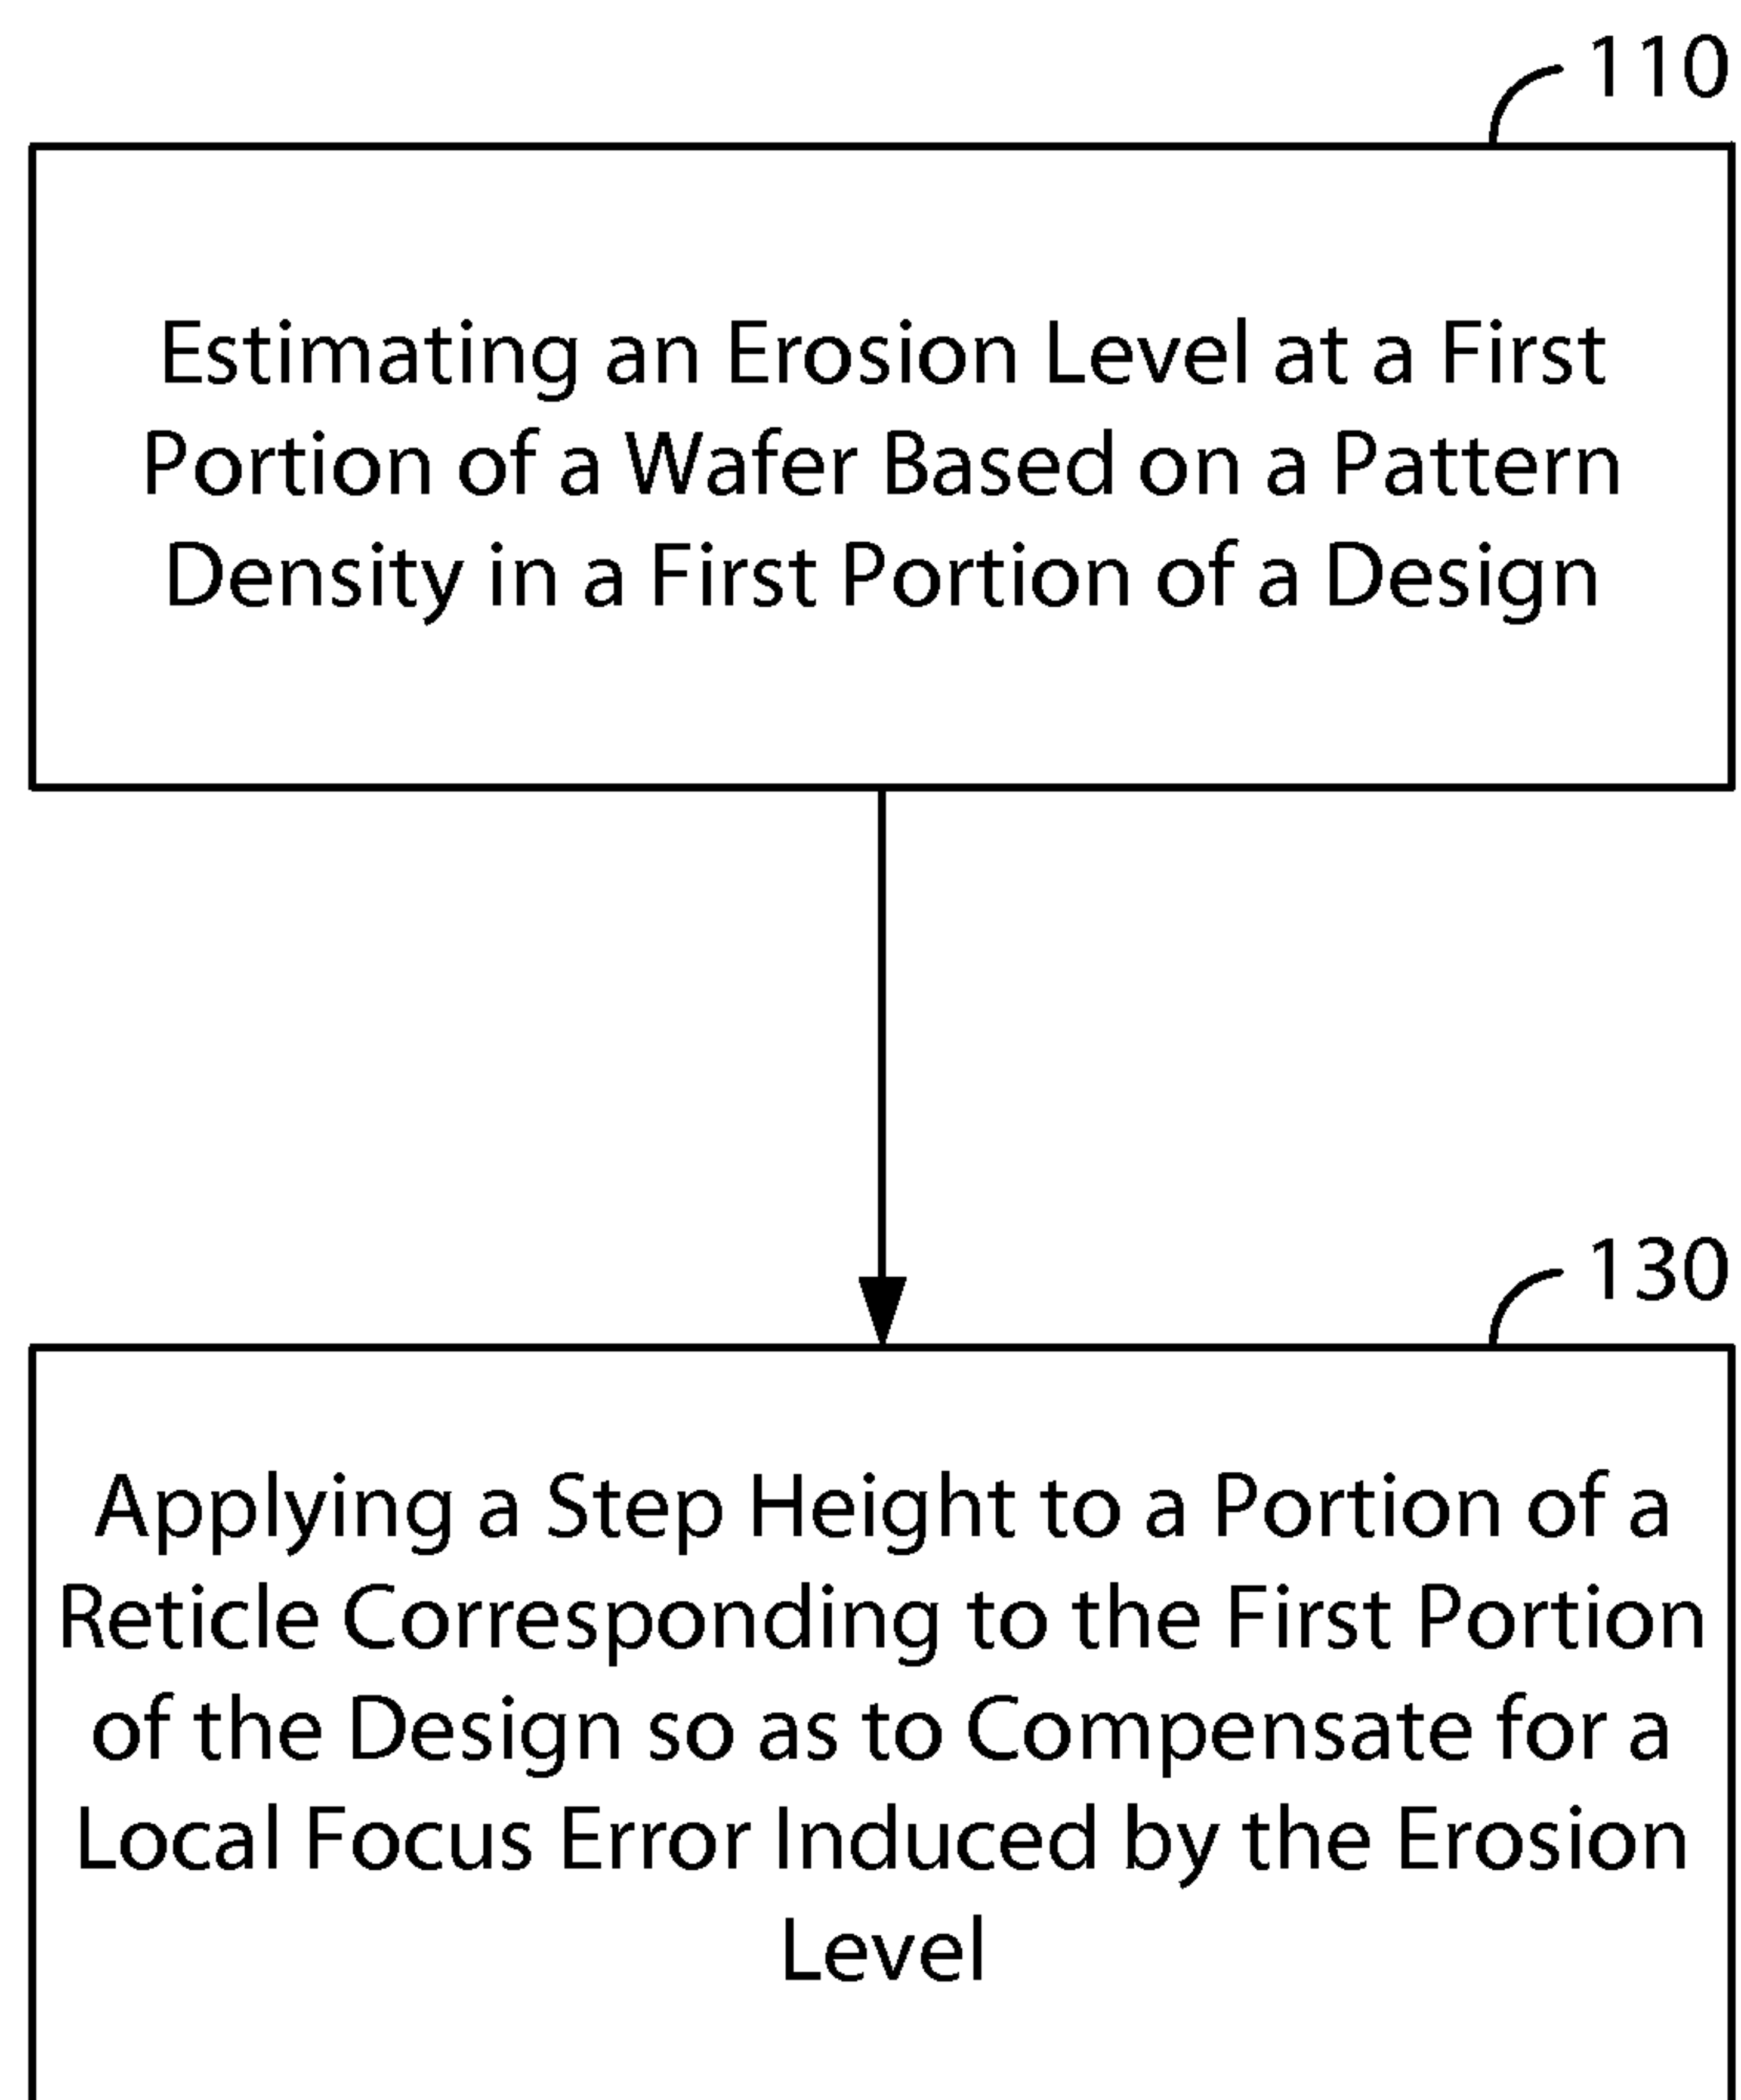 110
Estimating an Erosion Level at a First
Portion of a Wafer Based on a Pattern
Density in a First Portion of a Design
130
Applying a Step Height to a Portion of a
Reticle Corresponding to the First Portion
of the Design so as to Compensate for a
Local Focus Error Induced by the Erosion
Level